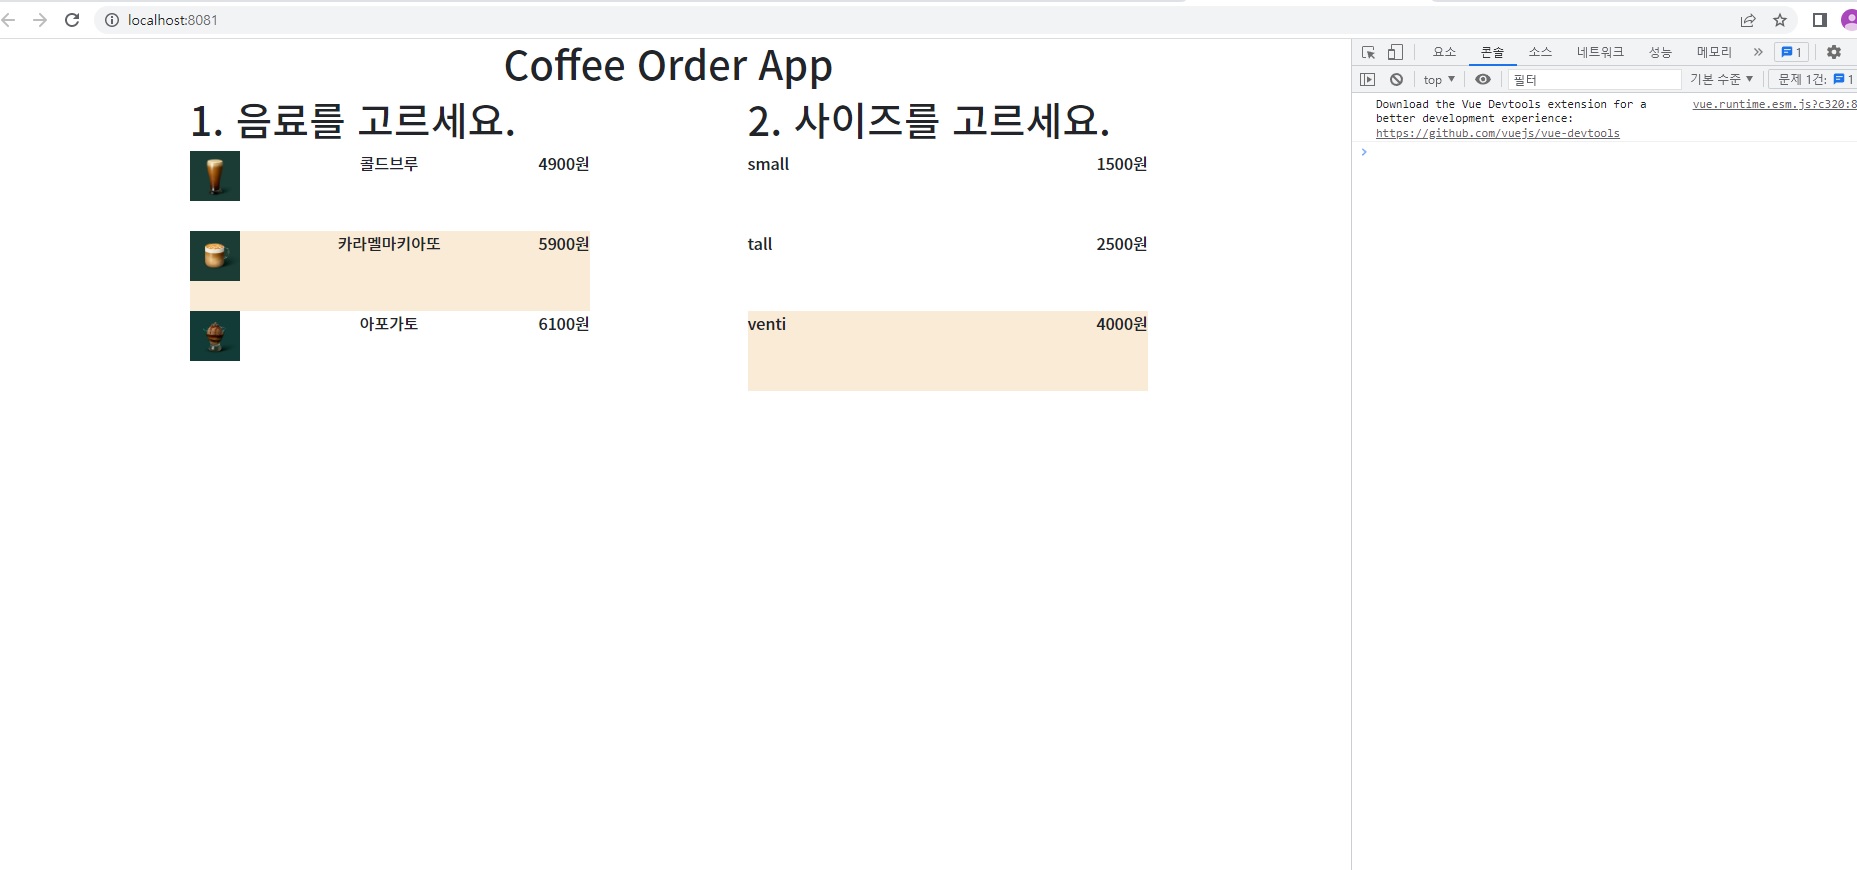 localhost:8081
Coffee Order App
1. 음료를 고르세요.
콜드브루 4900원
카라멜마키아또 5900원
아포가토 6100원
2. 사이즈를 고르세요.
small 1500원
tall 2500원
venti 4000원
요소 콘솔 소스 네트워크 성능 메모리 » 1
top ▼ 필터 기본 수준 ▼ 문제 1건: 1
Download the Vue Devtools extension for a vue.runtime.esm.js?c320:8
better development experience:
https://github.com/vuejs/vue-devtools
>